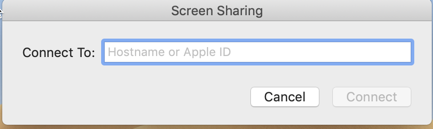 Screen Sharing
Connect To: Hostname or Apple ID
Cancel Connect